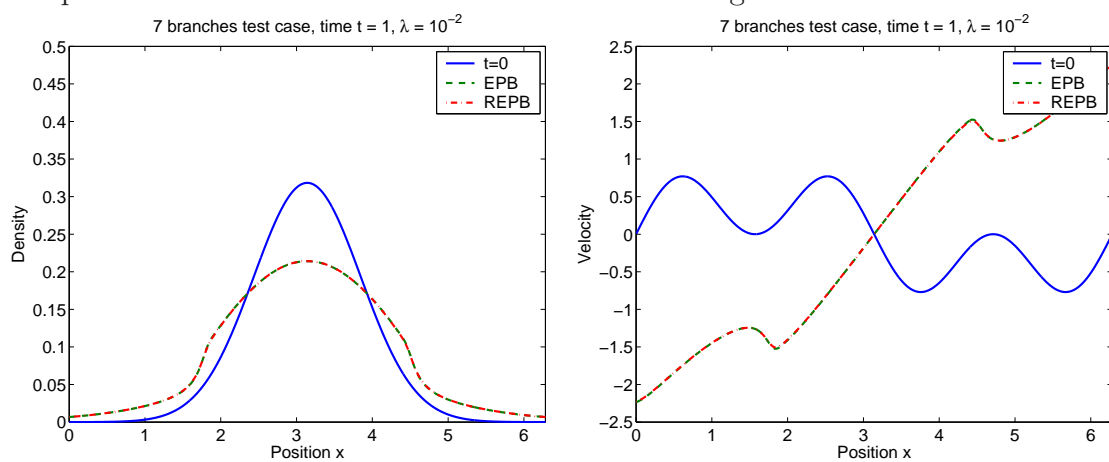 7 branches test case, time t = 1, λ = 10⁻²
0.5
0.45
0.4
0.35
0.3
0.25
0.2
0.15
0.1
0.05
0
Density
t=0
EPB
REPB
0 1 2 3 4 5 6
Position x
7 branches test case, time t = 1, λ = 10⁻²
2.5
2
1.5
1
0.5
0
−0.5
−1
−1.5
−2
−2.5
Velocity
t=0
EPB
REPB
0 1 2 3 4 5 6
Position x